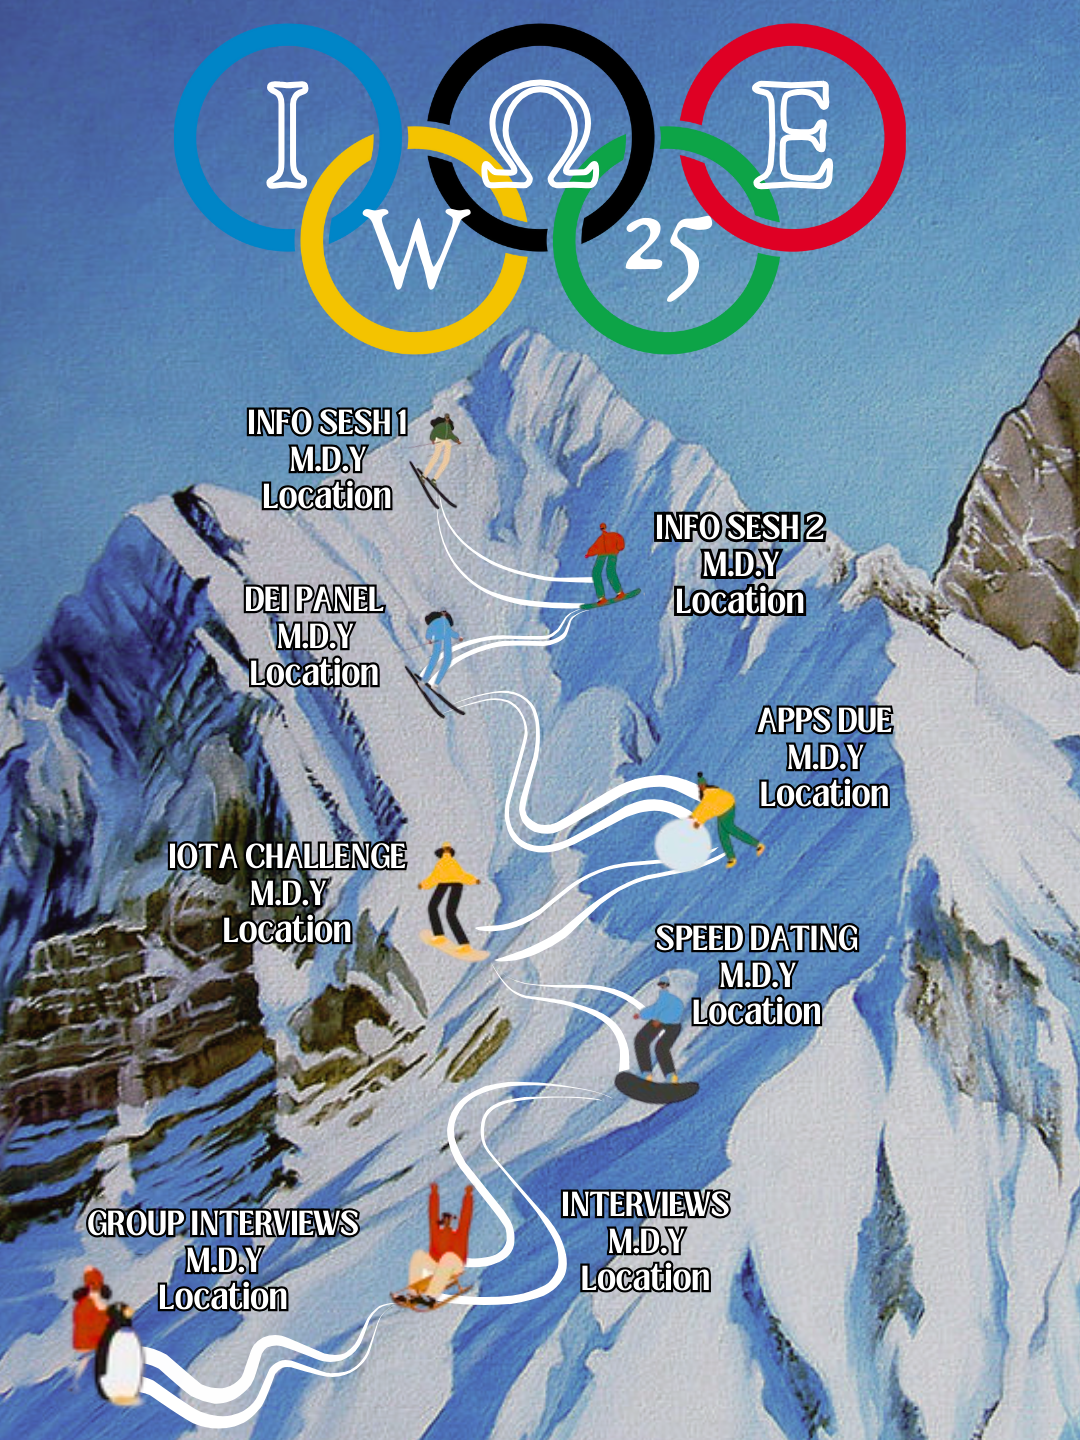 I Ω E
W 25
INFO SESH 1
M.D.Y
Location
INFO SESH 2
M.D.Y
Location
DEI PANEL
M.D.Y
Location
APPS DUE
M.D.Y
Location
IOTA CHALLENGE
M.D.Y
Location
SPEED DATING
M.D.Y
Location
INTERVIEWS
M.D.Y
Location
GROUP INTERVIEWS
M.D.Y
Location